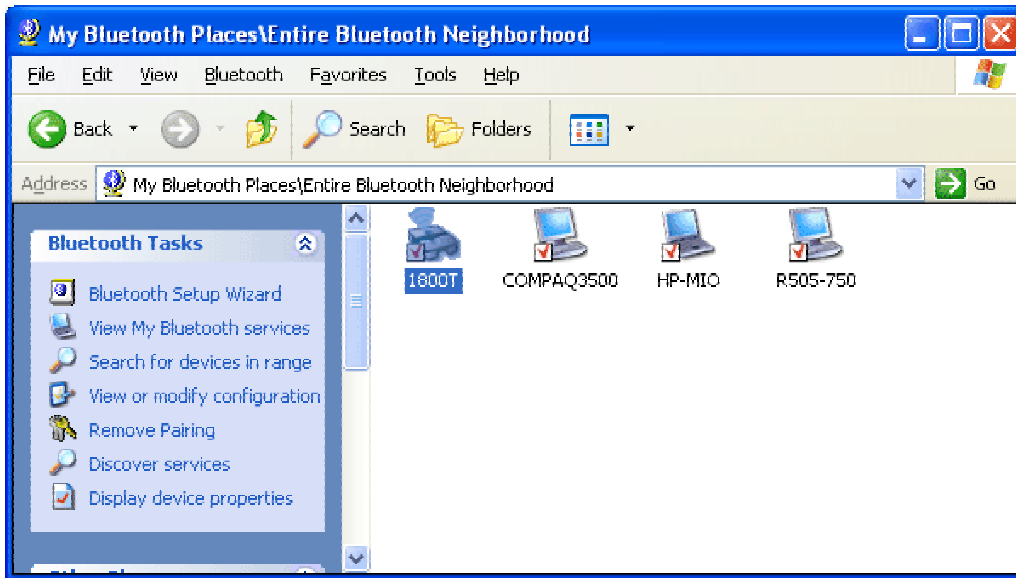 My Bluetooth Places\Entire Bluetooth Neighborhood
File Edit View Bluetooth Favorites Tools Help
Back Search Folders
Address My Bluetooth Places\Entire Bluetooth Neighborhood Go
Bluetooth Tasks
Bluetooth Setup Wizard
View My Bluetooth services
Search for devices in range
View or modify configuration
Remove Pairing
Discover services
Display device properties
1800T COMPAQ3500 HP-MIO R505-750